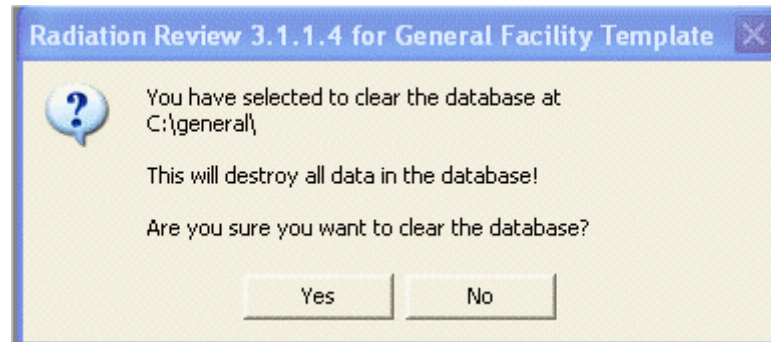 Radiation Review 3.1.1.4 for General Facility Template
You have selected to clear the database at
C:\general\
This will destroy all data in the database!
Are you sure you want to clear the database?
Yes No